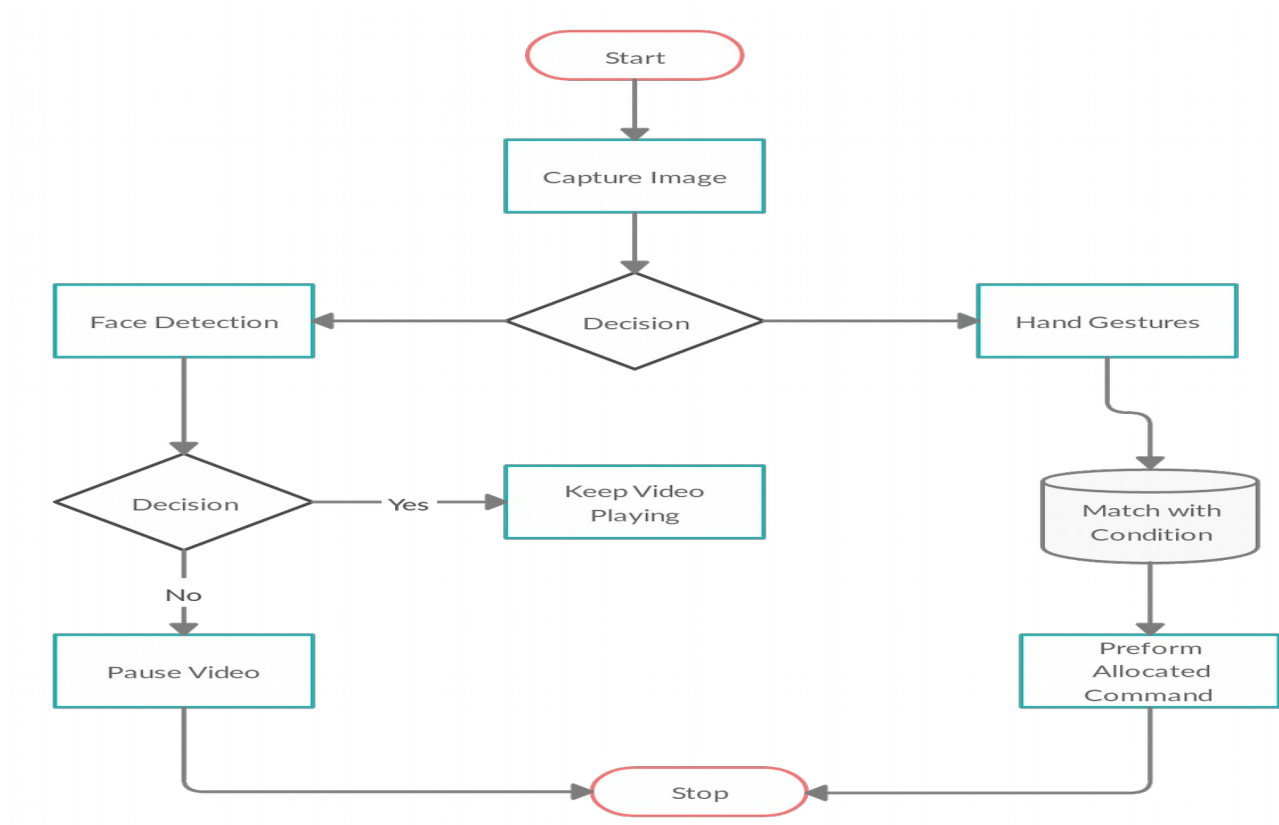 Start
Capture Image
Face Detection
Decision
Hand Gestures
Decision
Yes
Keep Video
Playing
Match with
Condition
No
Pause Video
Preform
Allocated
Command
Stop